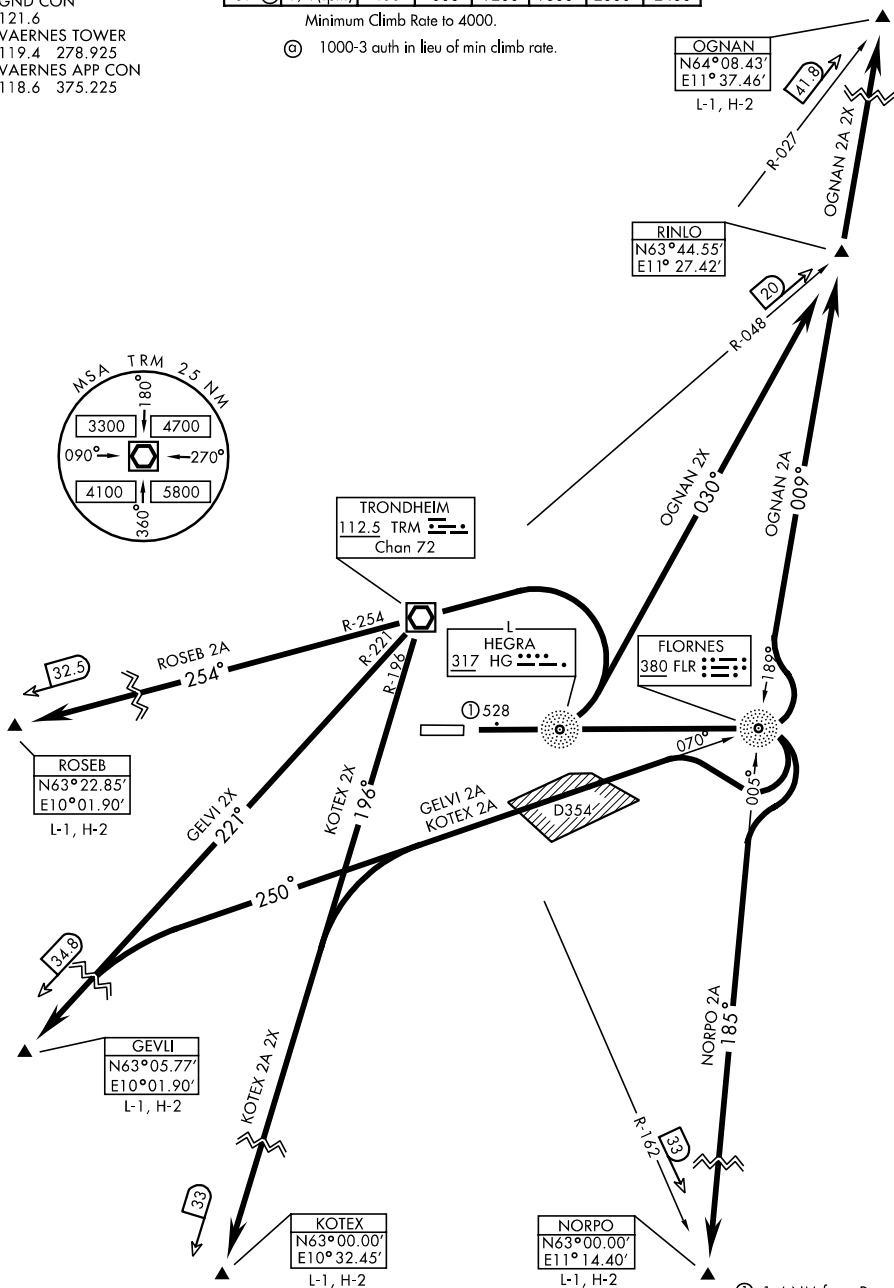 GND CON
121.6
VAERNES TOWER
119.4 278.925
VAERNES APP CON
118.6 375.225
Minimum Climb Rate to 4000.
ⓐ 1000-3 auth in lieu of min climb rate.
OGNAN
N64°08.43'
E11°37.46'
L-1, H-2
41.8
R-027
OGNAN 2A 2X
RINLO
N63°44.55'
E11°27.42'
20
R-048
MSA TRM 25 NM
180°
3300
4700
090°
270°
4100
5800
360°
OGNAN 2X
030°
OGNAN 2A
009°
TRONDHEIM
112.5 TRM
Chan 72
R-254
R-221
R-196
L
HEGRA
317 HG
FLORNES
380 FLR
189°
ROSEB 2A
254°
32.5
① 528
070°
005°
ROSEB
N63°22.85'
E10°01.90'
L-1, H-2
GELVI 2X
221°
KOTEX 2X
196°
GELVI 2A
KOTEX 2A
D354
250°
34.8
GEVLI
N63°05.77'
E10°01.90'
L-1, H-2
NORPO 2A
185°
KOTEX 2A 2X
R-162
33
33
KOTEX
N63°00.00'
E10°32.45'
L-1, H-2
NORPO
N63°00.00'
E11°14.40'
L-1, H-2